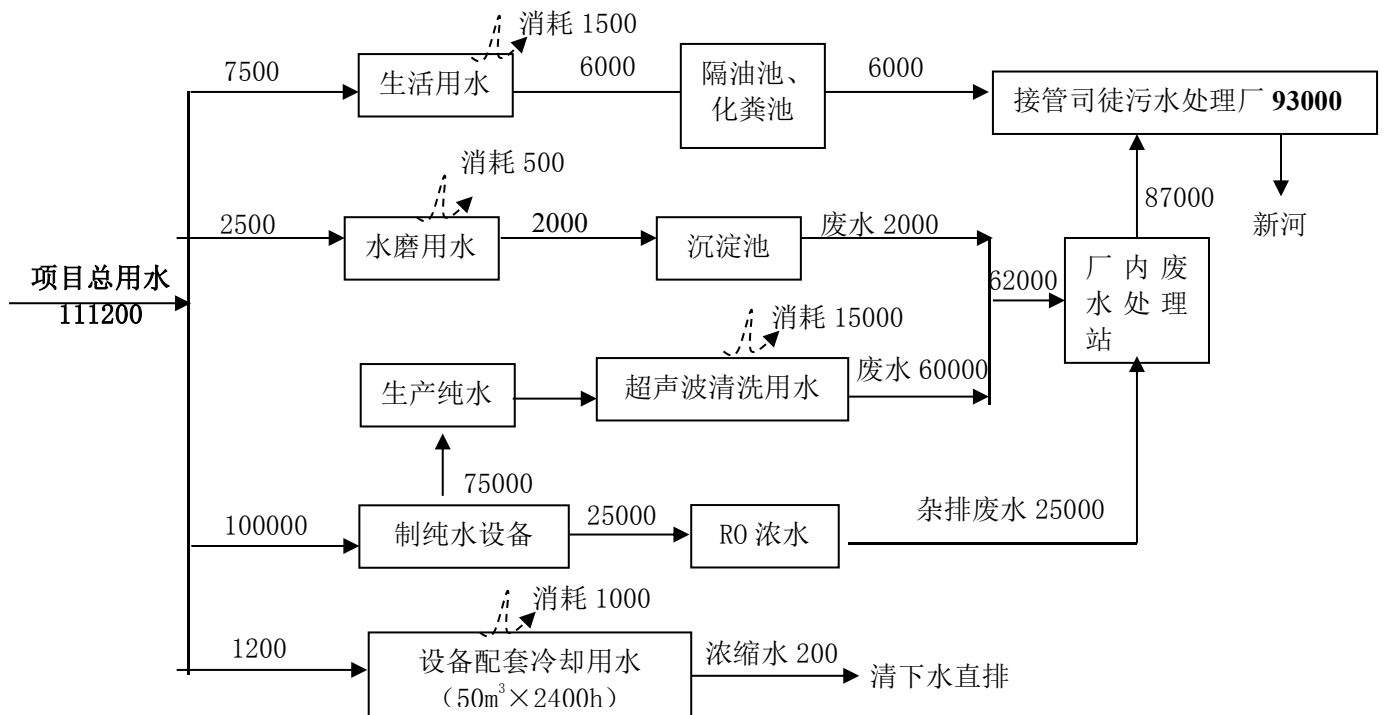 消耗 1500
7500
生活用水
6000
隔油池、
化粪池
6000
接管司徒污水处理厂 93000
消耗 500
2500
水磨用水
2000
沉淀池
废水 2000
87000
新河
项目总用水
111200
62000
厂内废
水处理
站
消耗 15000
生产纯水
超声波清洗用水
废水 60000
75000
100000
制纯水设备
25000
RO 浓水
杂排废水 25000
消耗 1000
1200
设备配套冷却用水
（50m³×2400h）
浓缩水 200
清下水直排